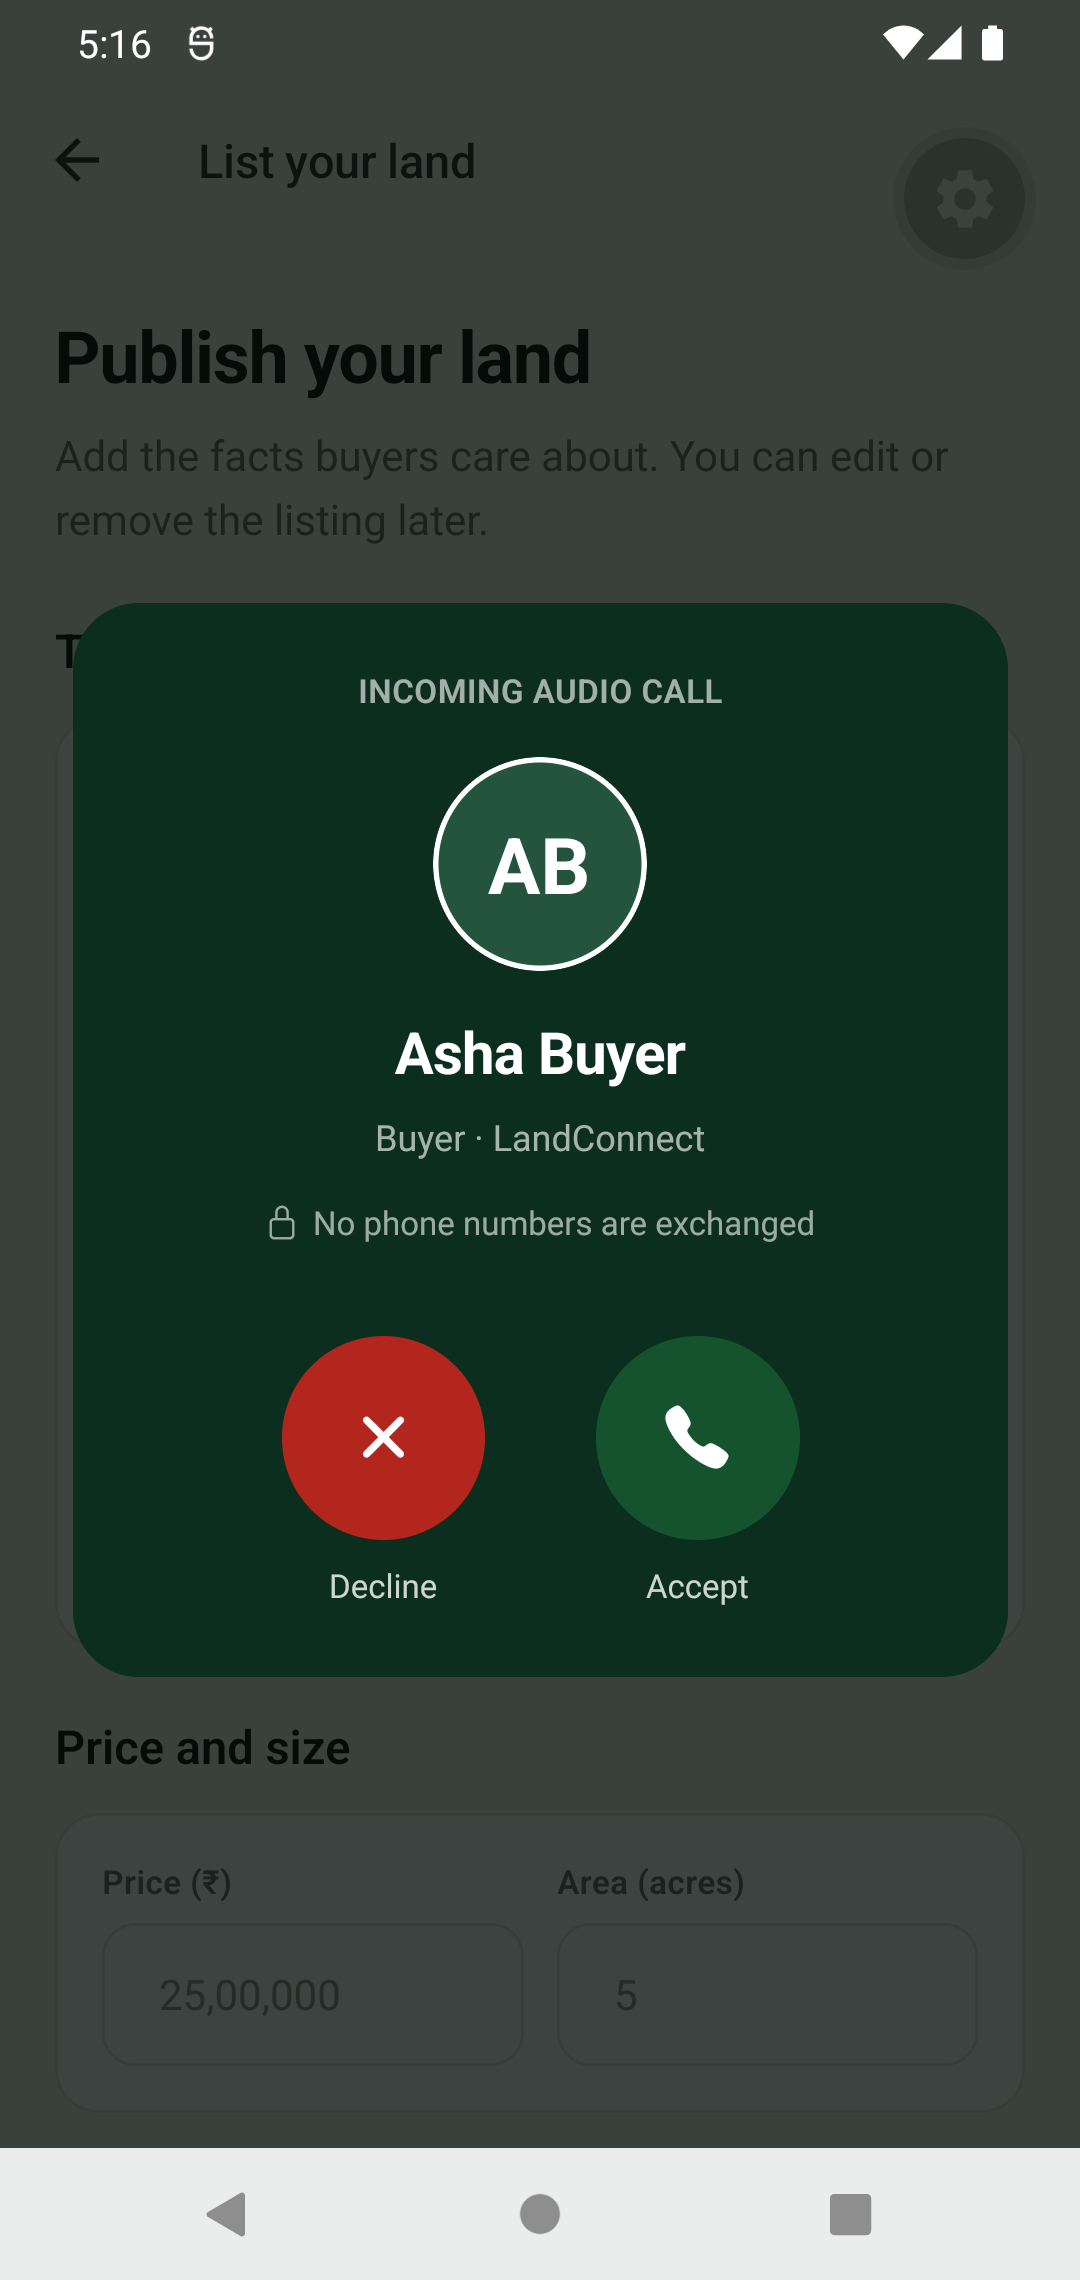 5:16
List your land
Publish your land
Add the facts buyers care about. You can edit or
remove the listing later.
INCOMING AUDIO CALL
AB
Asha Buyer
Buyer · LandConnect
No phone numbers are exchanged
Decline
Accept
Price and size
Price (₹)
Area (acres)
25,00,000
5